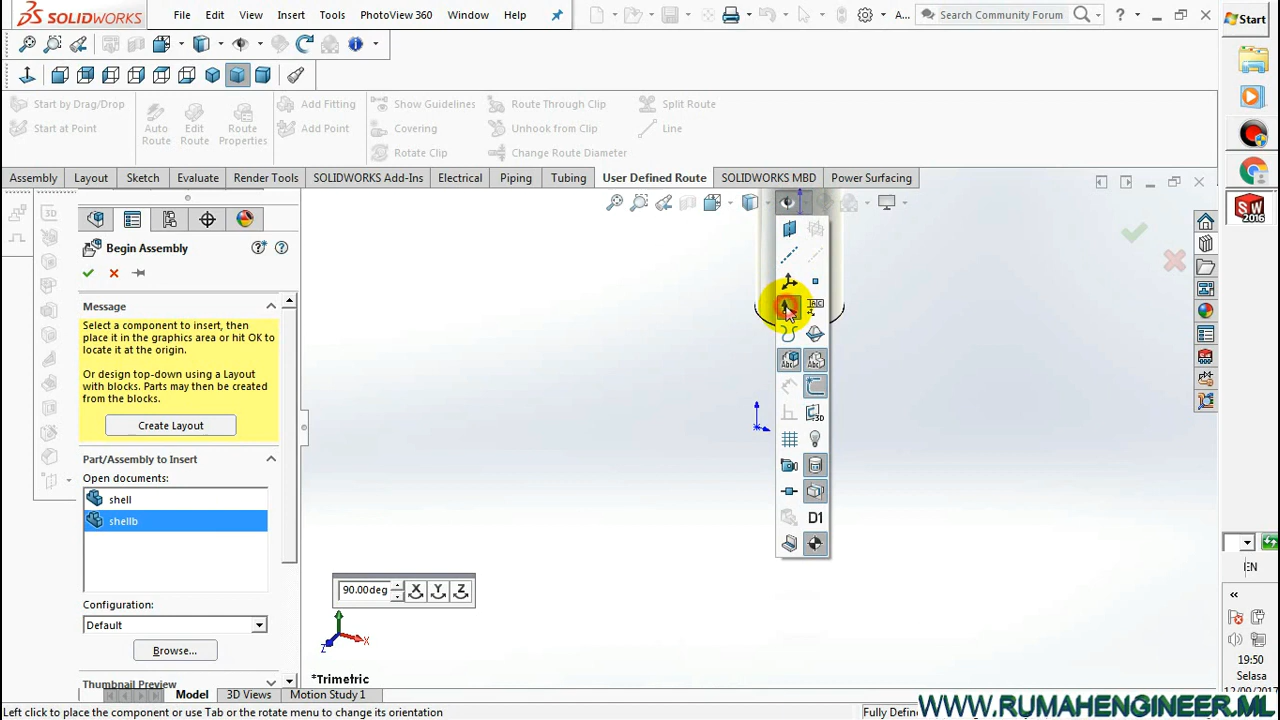 SOLIDWORKS File Edit View Insert Tools PhotoView 360 Window Help A... Search Community Forum ? Start
Start by Drag/Drop Add Fitting Show Guidelines Route Through Clip Split Route
Start at Point Auto Route Edit Route Route Properties Add Point Covering Unhook from Clip Line
Rotate Clip Change Route Diameter
Assembly Layout Sketch Evaluate Render Tools SOLIDWORKS Add-Ins Electrical Piping Tubing User Defined Route SOLIDWORKS MBD Power Surfacing
SW
2016
3D
Begin Assembly
Message
Select a component to insert, then
place it in the graphics area or hit OK to
locate it at the origin.
Or design top-down using a Layout
with blocks. Parts may then be created
from the blocks.
Create Layout
Part/Assembly to Insert
Open documents:
shell
shellb
D1
EN
90.00deg X Y Z
Configuration:
Default
Browse...
X
Z
Thumbnail Preview
*Trimetric
19:50
Selasa
12/09/2017
Model 3D Views Motion Study 1
Left click to place the component or use Tab or the rotate menu to change its orientation Fully Defin
WWW.RUMAHENGINEER.ML